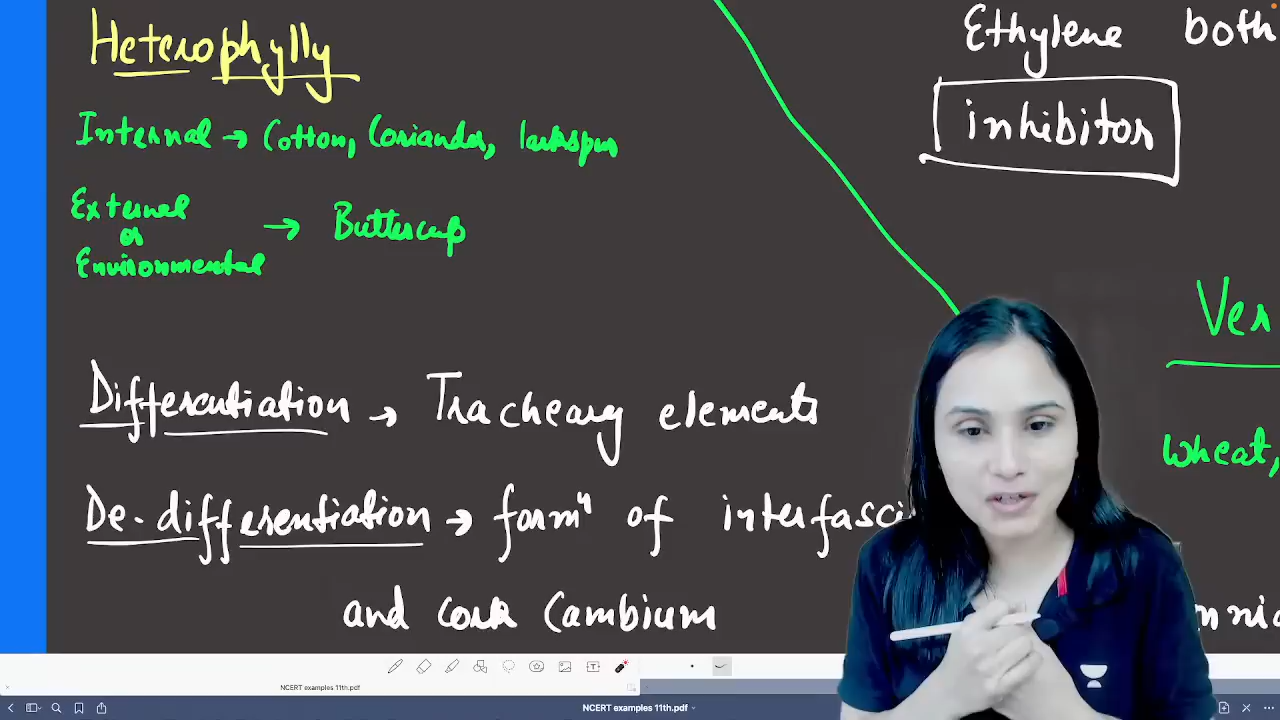 Heterophylly
Internal → Cotton, Coriander, larkspur
External
or
Environmental
→ Buttercup
Differentiation → Tracheary elements
De-differentiation → formⁿ of interfasci
and cork Cambium
Ethylene both
inhibitor
Ver
Wheat,
NCERT examples 11th.pdf
NCERT examples 11th.pdf